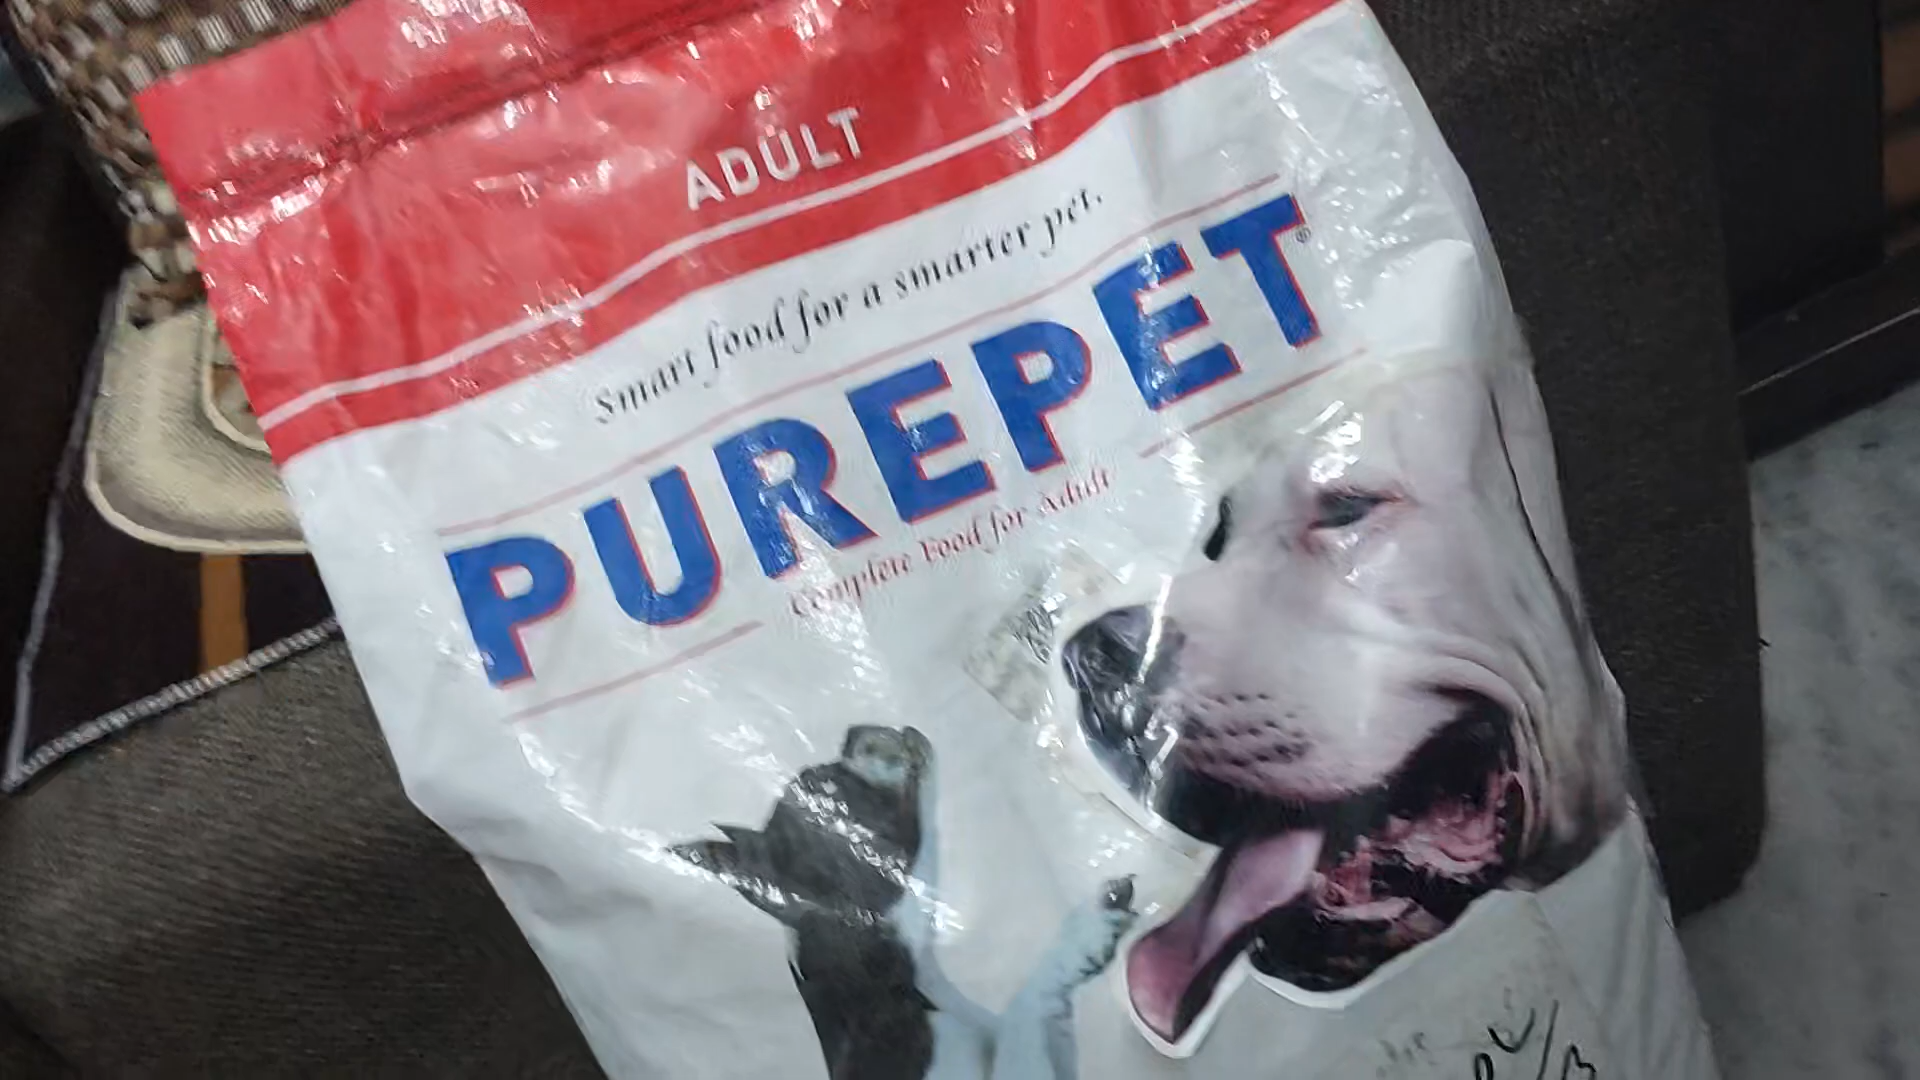 ADULT
Smart food for a smarter pet.
PUREPET®
Complete Food for Adult